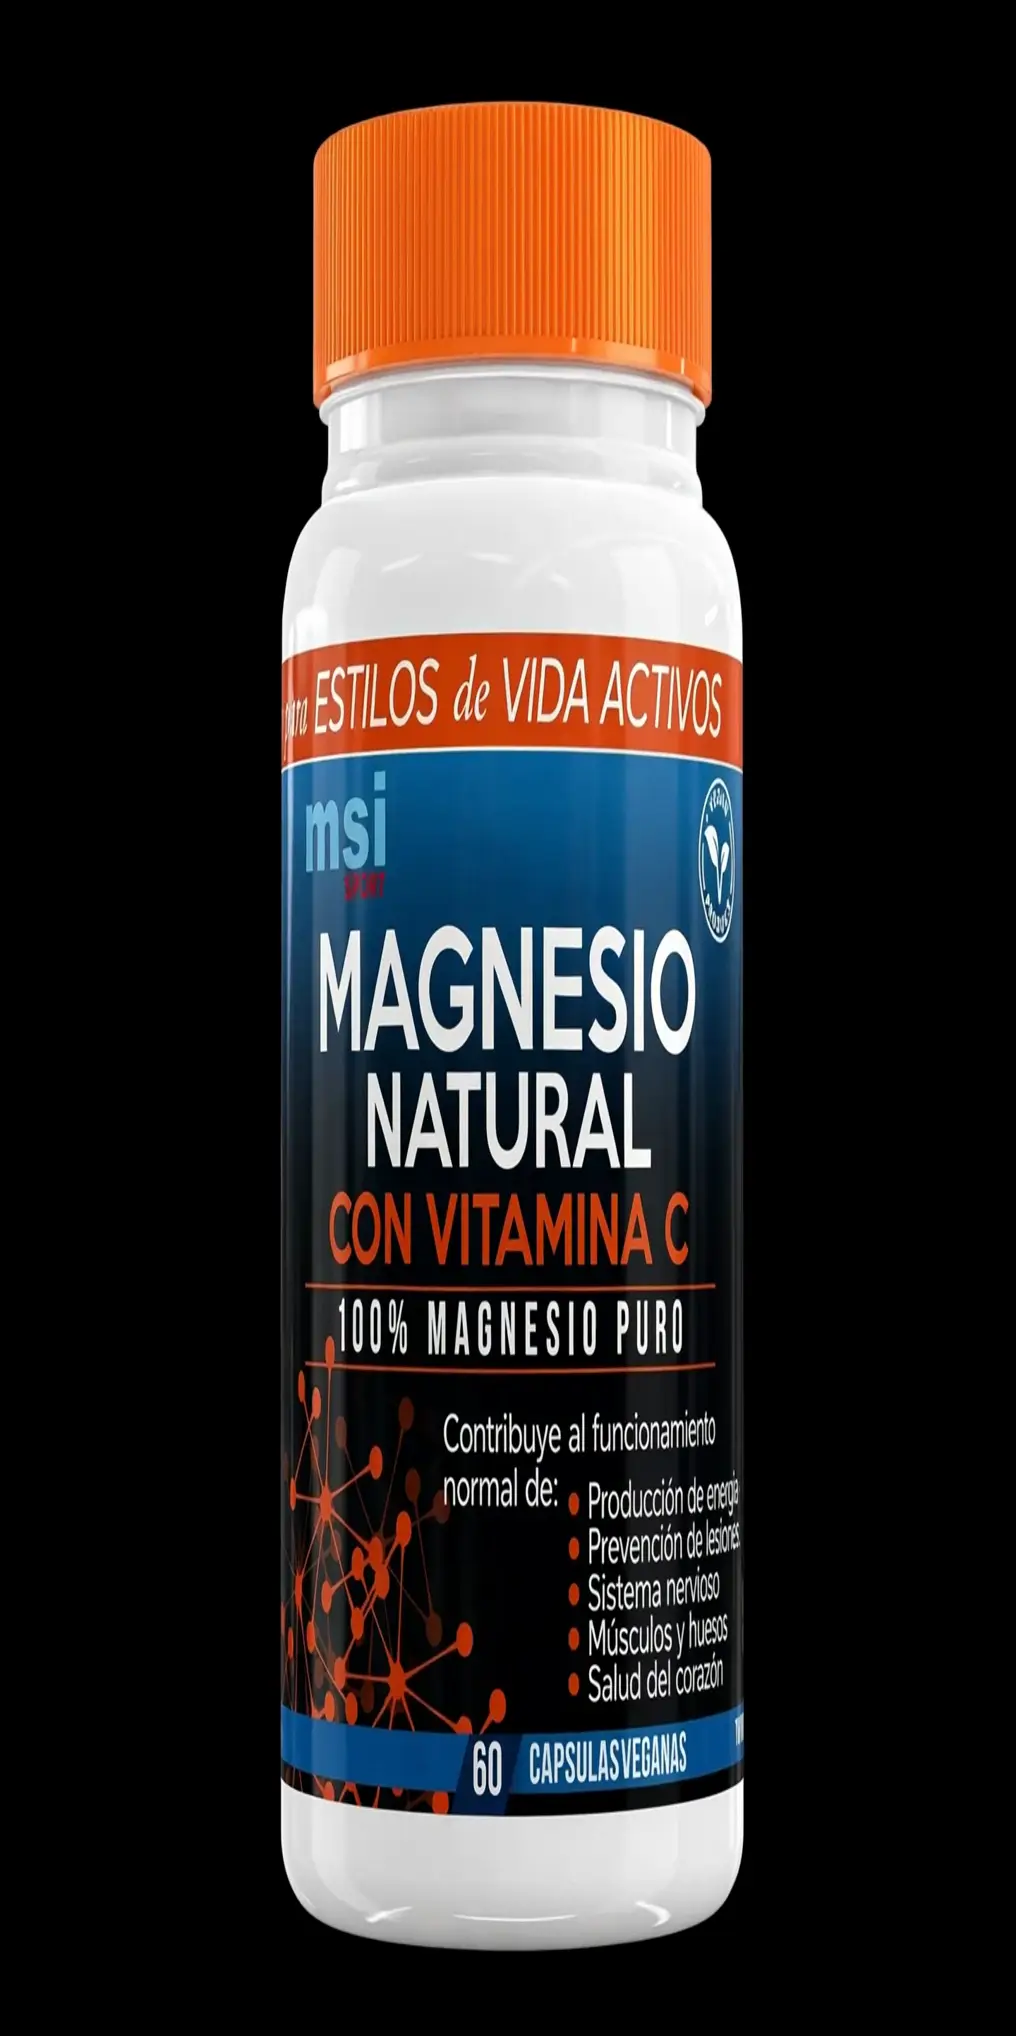 para ESTILOS de VIDA ACTIVOS
msi
SPORT
MAGNESIO
NATURAL
CON VITAMINA C
100% MAGNESIO PURO
Contribuye al funcionamiento
normal de:
Producción de energía
Prevención de lesiones.
Sistema nervioso
Músculos y huesos
Salud del corazón
60 CAPSULAS VEGANAS